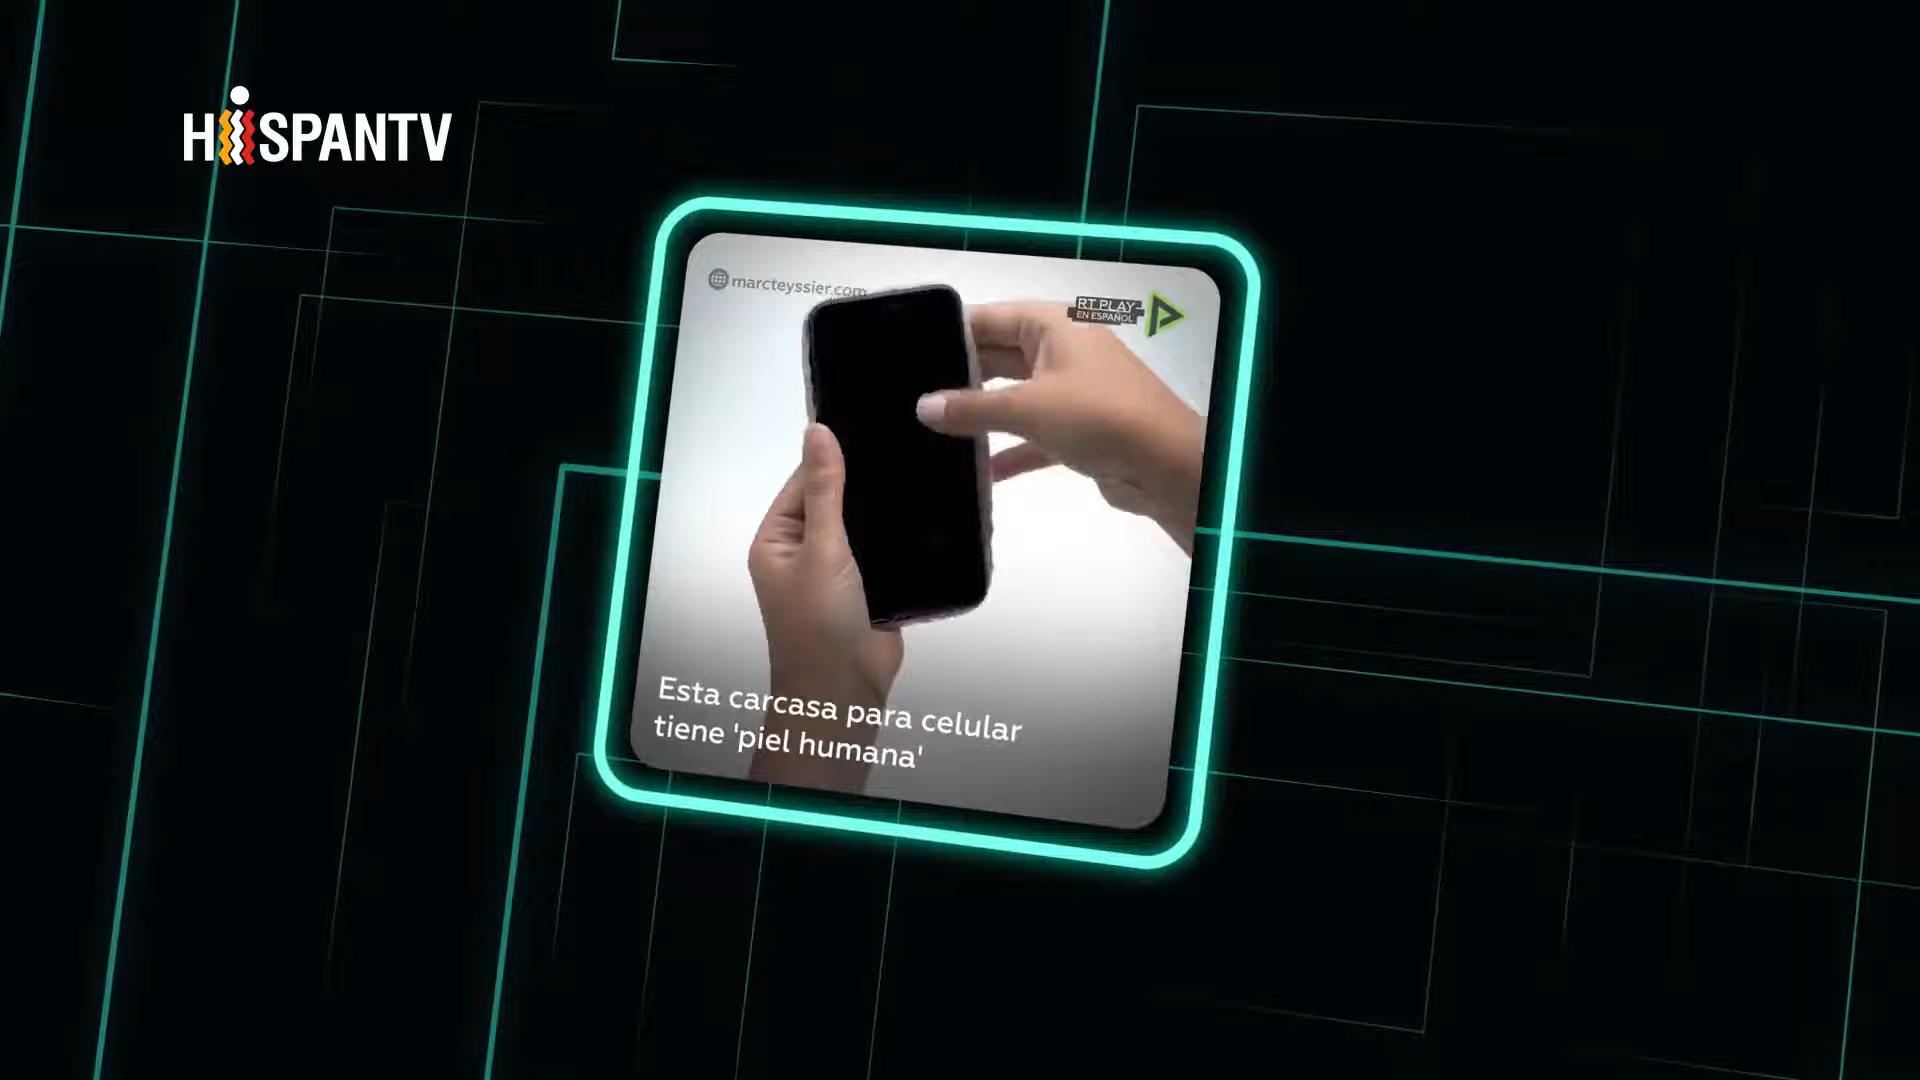 HISPANTV
marcteyssier.com
RT PLAY
EN ESPAÑOL
Esta carcasa para celular
tiene 'piel humana'